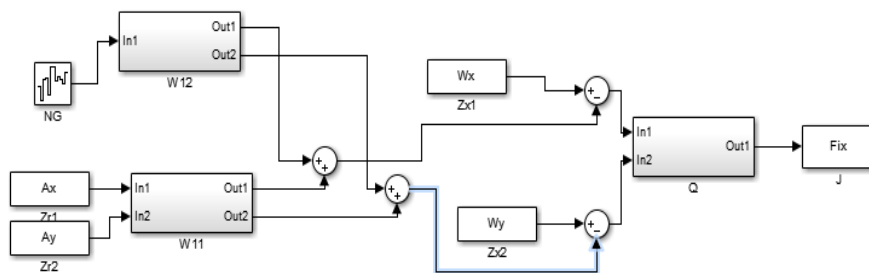 In1
Out1
Out2
W12
NG
Wx
Zx1
+
−
In1
In2
Out1
Q
Fix
J
+
+
Ax
Zr1
Ay
Zr2
In1
In2
Out1
Out2
W11
+
+
Wy
Zx2
+
−